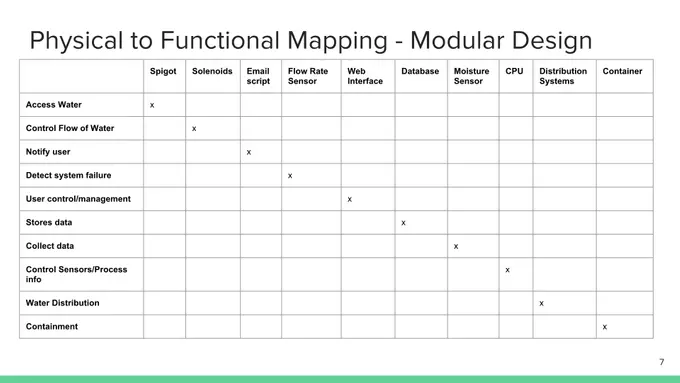 Physical to Functional Mapping - Modular Design
Spigot Solenoids Email script Flow Rate Sensor Web Interface Database Moisture Sensor CPU Distribution Systems Container
Access Water x
Control Flow of Water x
Notify user x
Detect system failure x
User control/management x
Stores data x
Collect data x
Control Sensors/Process info x
Water Distribution x
Containment x
7